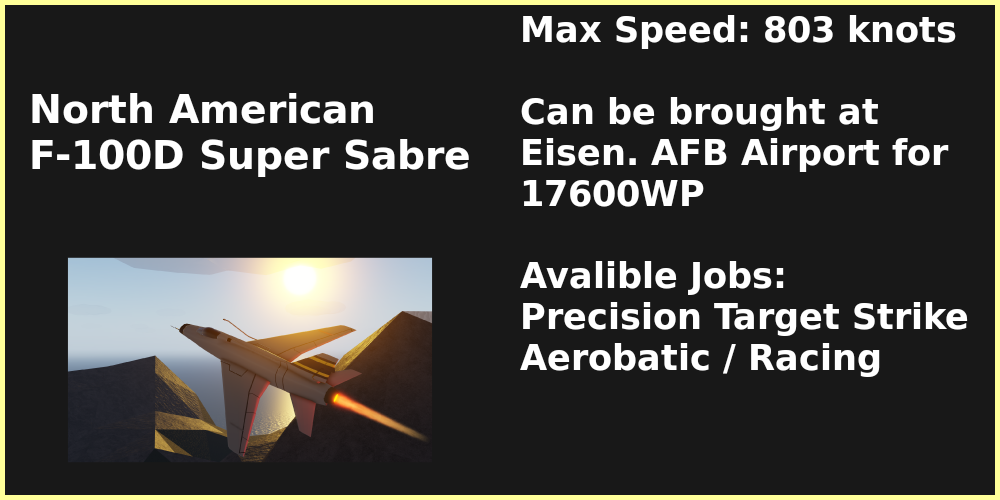 North American
F-100D Super Sabre
Max Speed: 803 knots
Can be brought at
Eisen. AFB Airport for
17600WP
Avalible Jobs:
Precision Target Strike
Aerobatic / Racing